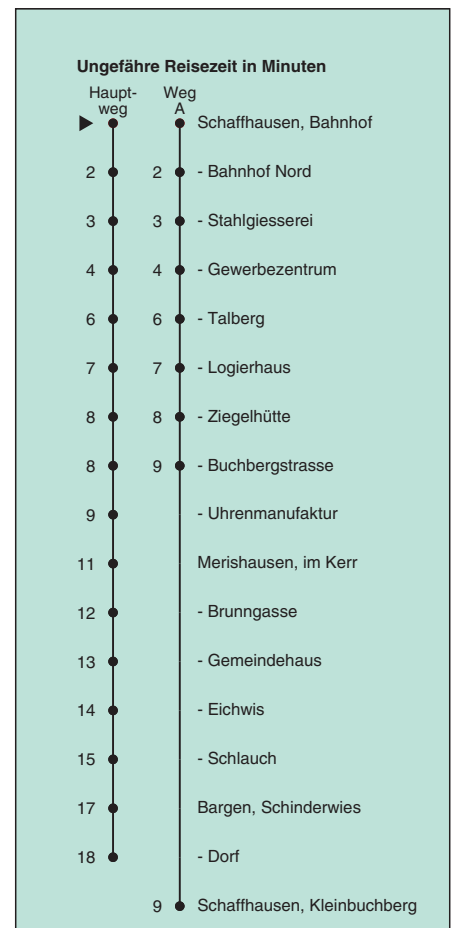 Ungefähre Reisezeit in Minuten
Haupt- Weg
weg A
Schaffhausen, Bahnhof
2 2 - Bahnhof Nord
3 3 - Stahlgiesserei
4 4 - Gewerbezentrum
6 6 - Talberg
7 7 - Logierhaus
8 8 - Ziegelhütte
8 9 - Buchbergstrasse
9 - Uhrenmanufaktur
11 Merishausen, im Kerr
12 - Brunngasse
13 - Gemeindehaus
14 - Eichwis
15 - Schlauch
17 Bargen, Schinderwies
18 - Dorf
9 Schaffhausen, Kleinbuchberg